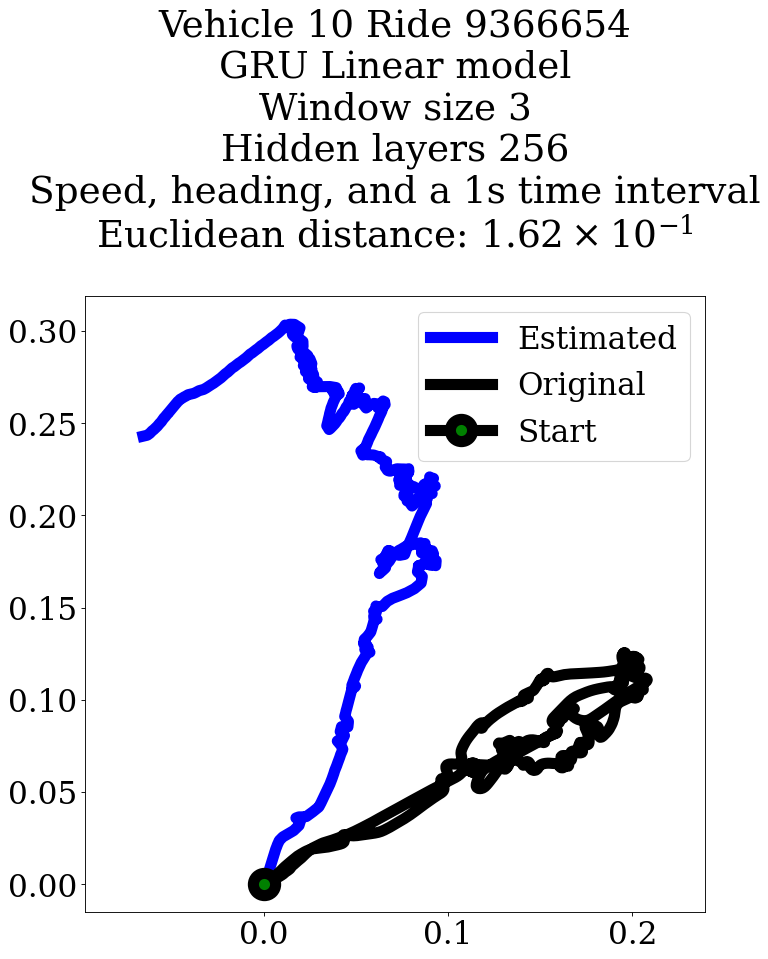 Vehicle 10 Ride 9366654
GRU Linear model
Window size 3
Hidden layers 256
Speed, heading, and a 1s time interval
Euclidean distance: 1.62 × 10⁻¹
Estimated
Original
Start
0.30
0.25
0.20
0.15
0.10
0.05
0.00
0.0 0.1 0.2